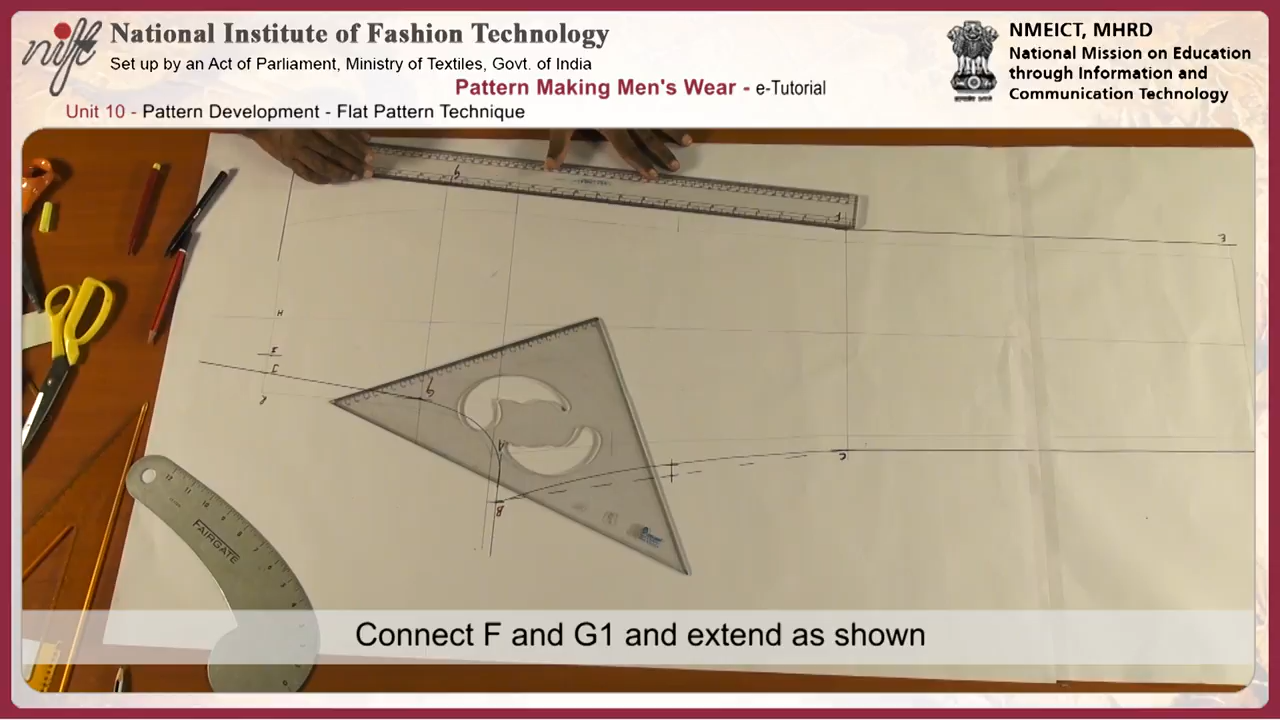 nift
National Institute of Fashion Technology
Set up by an Act of Parliament, Ministry of Textiles, Govt. of India
Pattern Making Men's Wear - e-Tutorial
Unit 10 - Pattern Development - Flat Pattern Technique
NMEICT, MHRD
National Mission on Education
through Information and
Communication Technology
H
A
B
FAIRGATE
Connect F and G1 and extend as shown